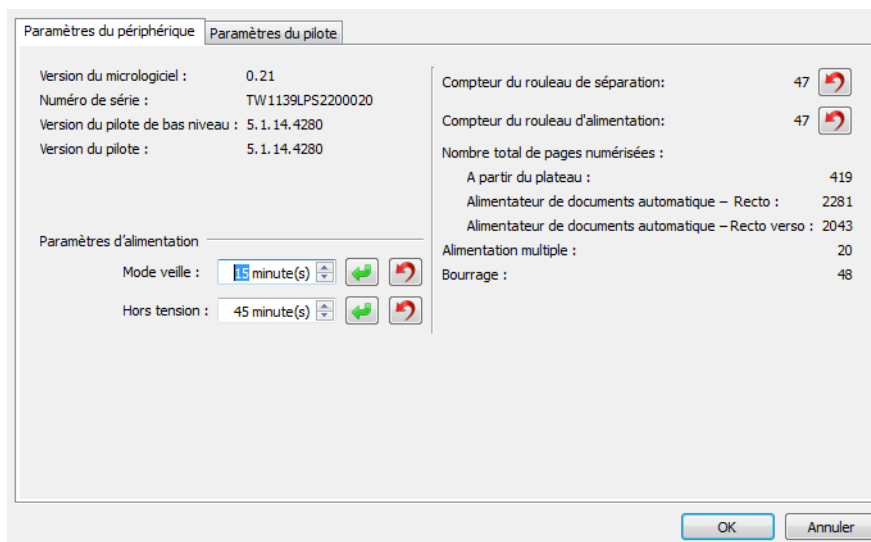 Paramètres du périphérique
Paramètres du pilote
Version du micrologiciel : 0.21
Numéro de série : TW1139LPS2200020
Version du pilote de bas niveau : 5.1.14.4280
Version du pilote : 5.1.14.4280
Paramètres d'alimentation
Mode veille : 15 minute(s)
Hors tension : 45 minute(s)
Compteur du rouleau de séparation: 47
Compteur du rouleau d'alimentation: 47
Nombre total de pages numérisées :
A partir du plateau : 419
Alimentateur de documents automatique – Recto : 2281
Alimentateur de documents automatique –Recto verso : 2043
Alimentation multiple : 20
Bourrage : 48
OK
Annuler